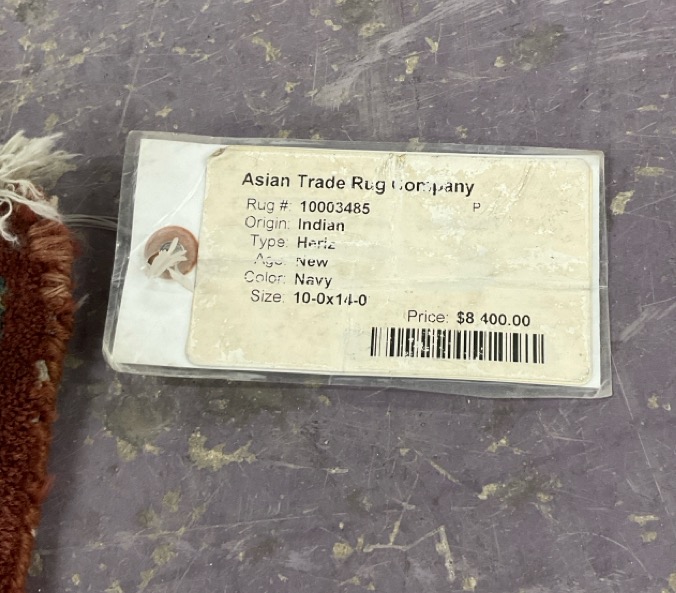 Asian Trade Rug Company
Rug #: 10003485 P
Origin: Indian
Type: Heriz
Age: New
Color: Navy
Size: 10-0x14-0
Price: $8 400.00